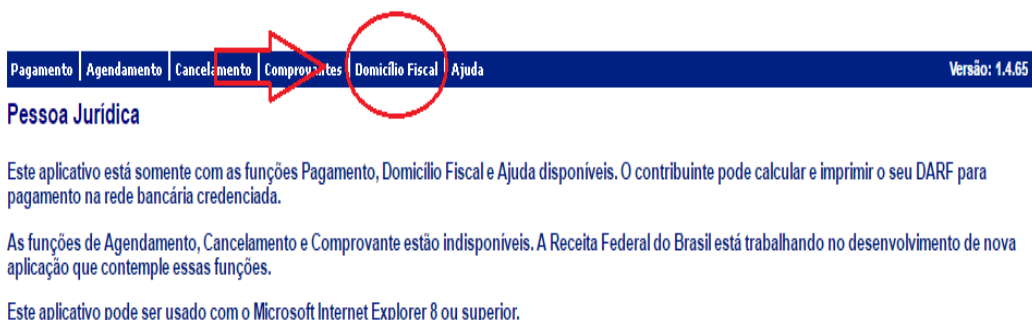 Pagamento Agendamento Cancelamento Comprovantes Domicílio Fiscal Ajuda Versão: 1.4.65
Pessoa Jurídica
Este aplicativo está somente com as funções Pagamento, Domicílio Fiscal e Ajuda disponíveis. O contribuinte pode calcular e imprimir o seu DARF para
pagamento na rede bancária credenciada.
As funções de Agendamento, Cancelamento e Comprovante estão indisponíveis. A Receita Federal do Brasil está trabalhando no desenvolvimento de nova
aplicação que contemple essas funções.
Este aplicativo pode ser usado com o Microsoft Internet Explorer 8 ou superior.